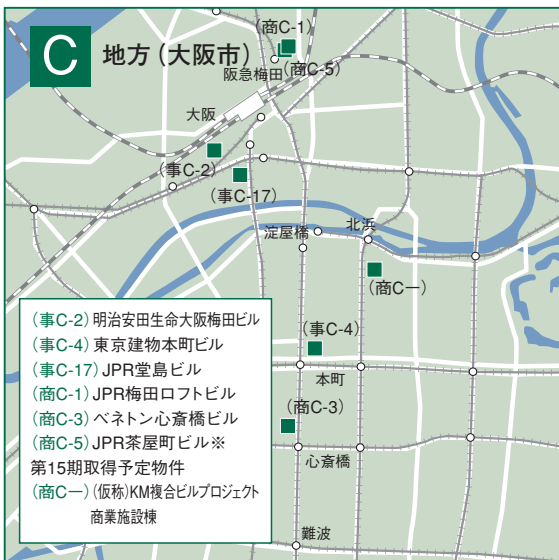 C 地方（大阪市）
(商C-1)
阪急梅田
(商C-5)
大阪
(事C-2)
(事C-17)
淀屋橋
北浜
(商C一)
(事C-4)
本町
(商C-3)
心斎橋
難波
(事C-2) 明治安田生命大阪梅田ビル
(事C-4) 東京建物本町ビル
(事C-17) JPR堂島ビル
(商C-1) JPR梅田ロフトビル
(商C-3) ベネトン心斎橋ビル
(商C-5) JPR茶屋町ビル※
第15期取得予定物件
(商C一) (仮称)KM複合ビルプロジェクト
商業施設棟